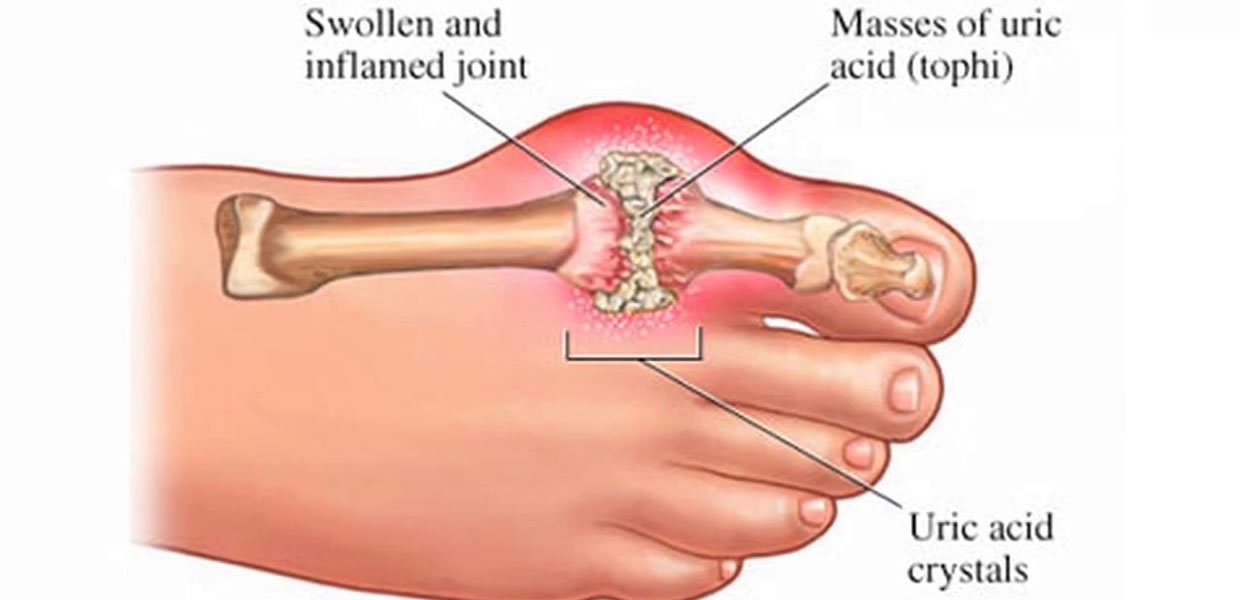 Swollen and
inflamed joint
Masses of uric
acid (tophi)
Uric acid
crystals